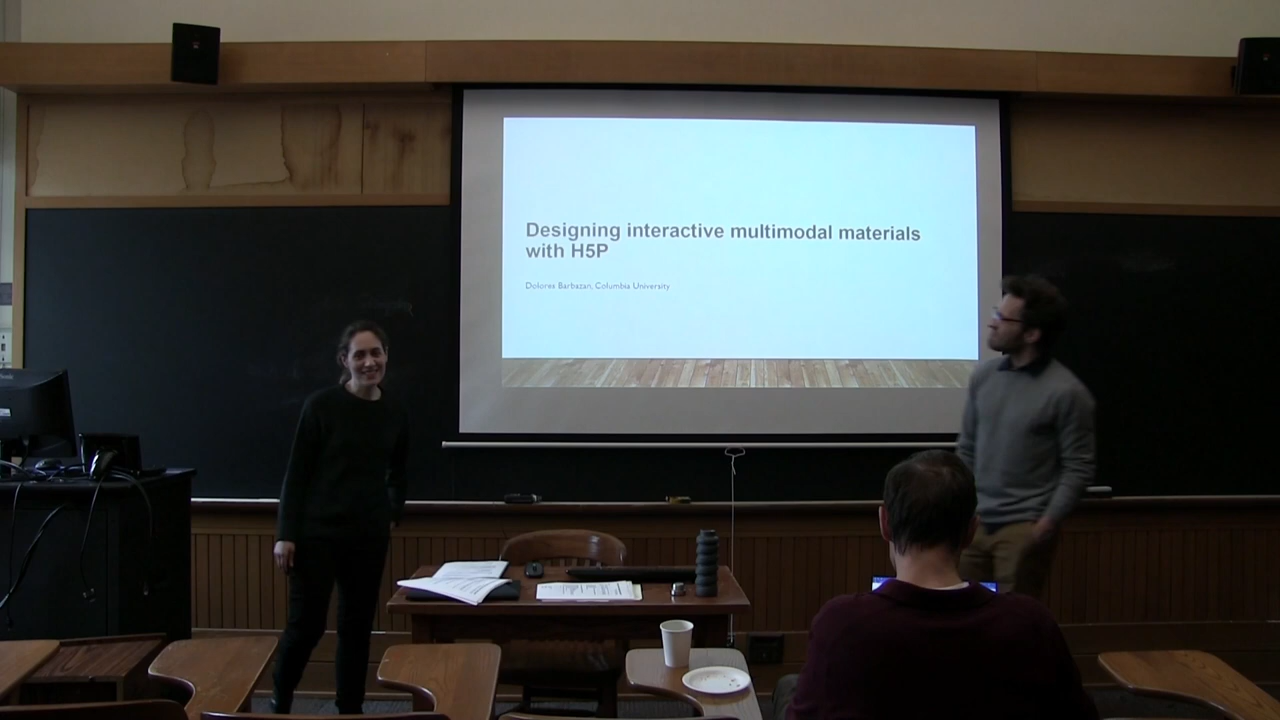 Designing interactive multimodal materials
with H5P
Dolores Barbazan, Columbia University